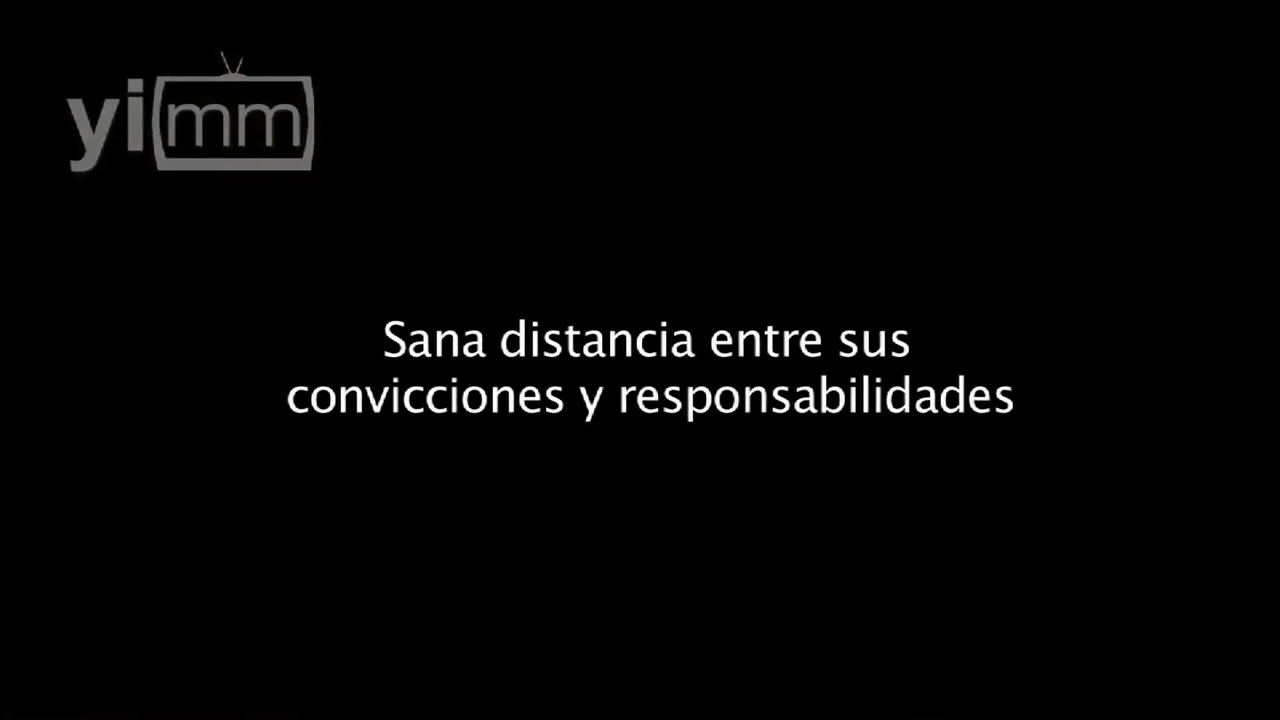 yimm
Sana distancia entre sus
convicciones y responsabilidades